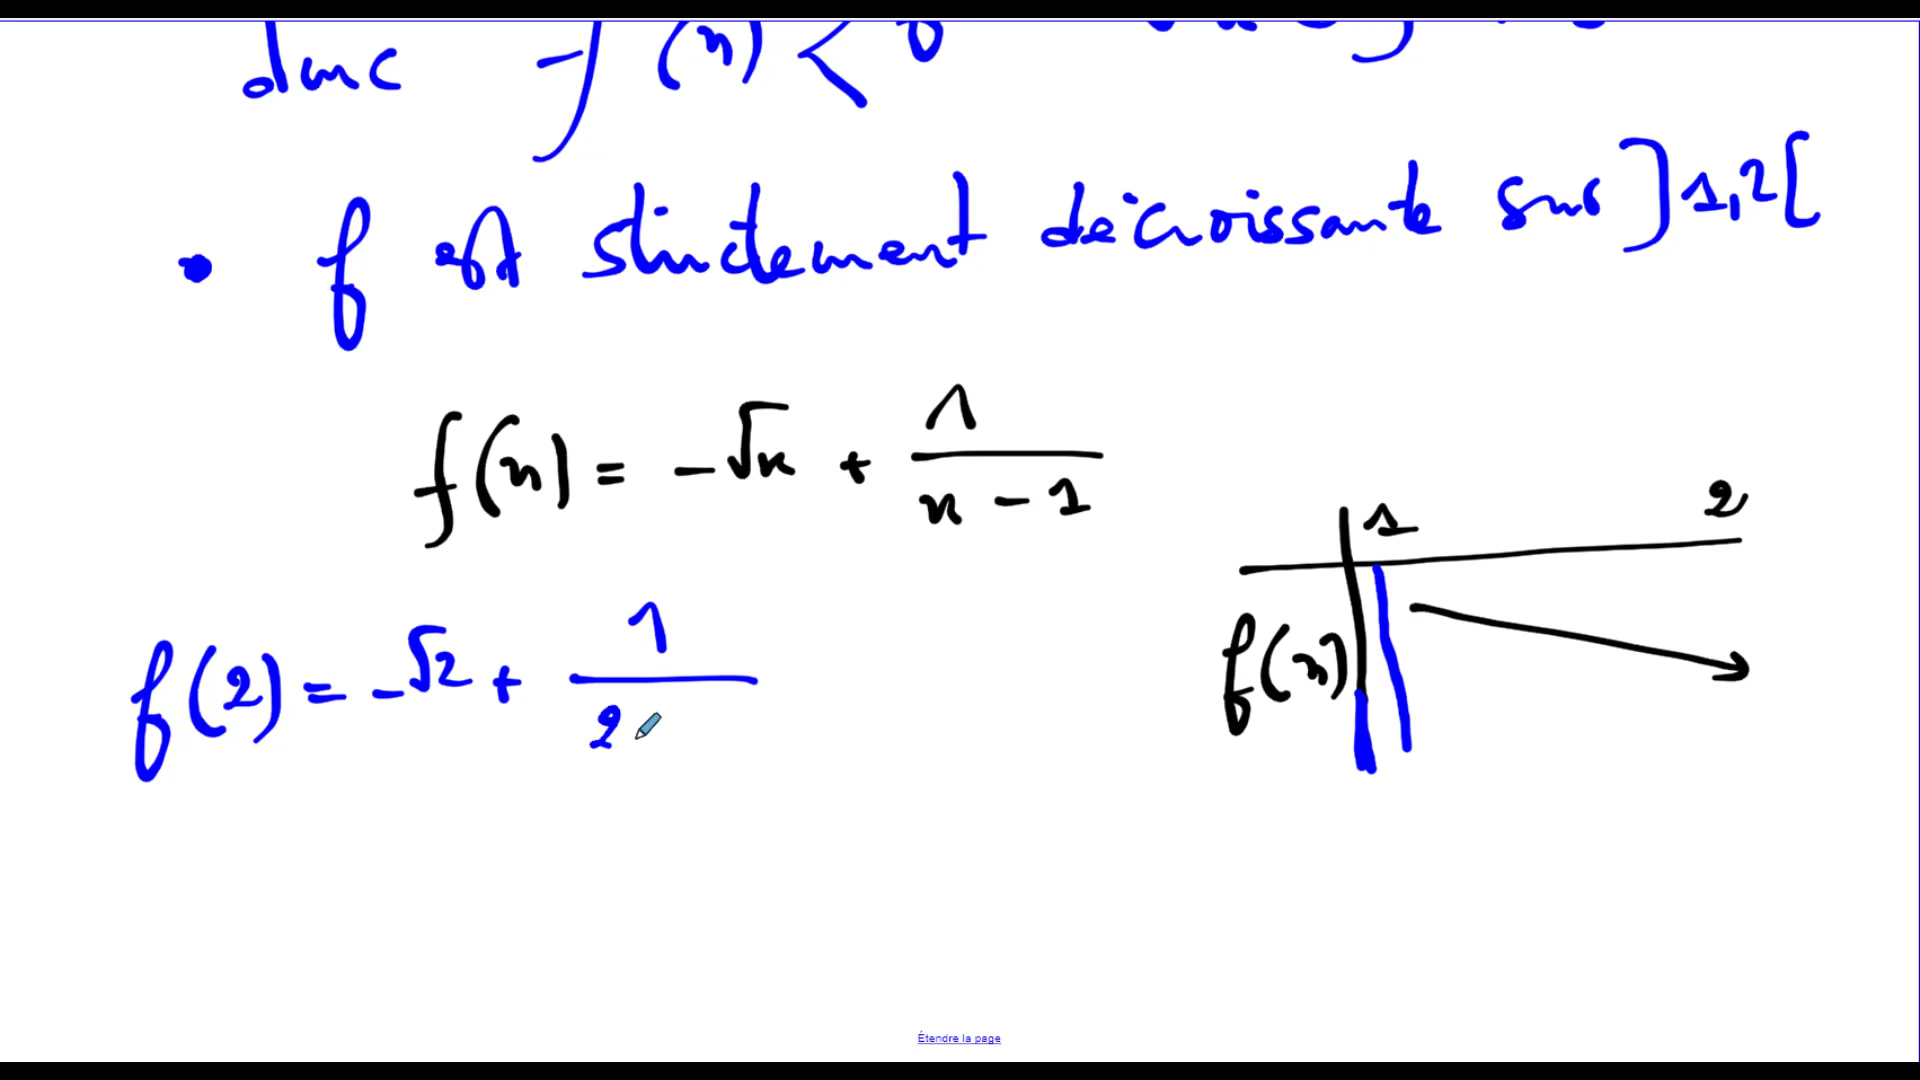 donc f (x) < 0
• f est strictement décroissante sur ]1,2[
f(x) = -√x + 1/(x - 1)
1 2
f(x)
f(2) = -√2 + 1/2
Étendre la page